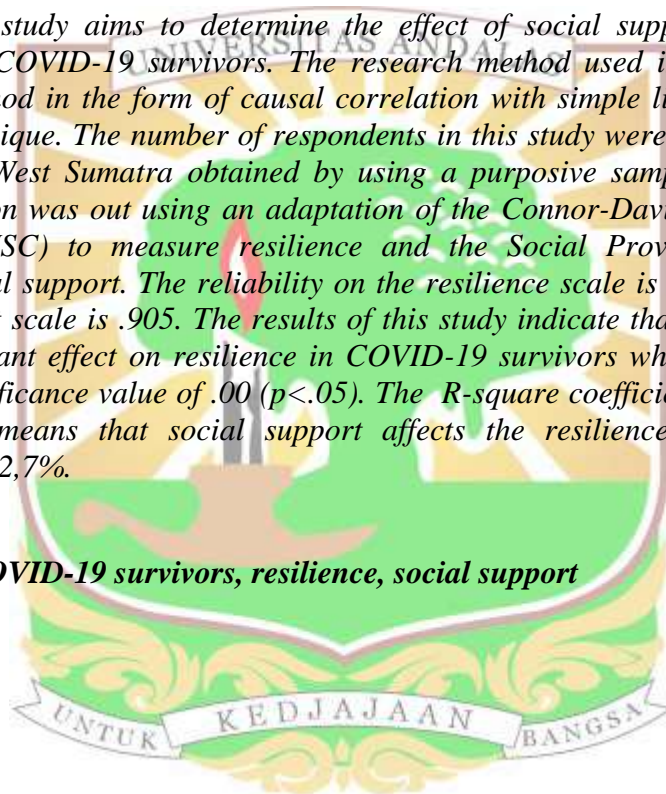 study aims to determine the effect of social supp
UNIVERSITAS ANDALAS
COVID-19 survivors. The research method used i
od in the form of causal correlation with simple li
ique. The number of respondents in this study were
West Sumatra obtained by using a purposive samp
on was out using an adaptation of the Connor-Davi
SC) to measure resilience and the Social Prov
l support. The reliability on the resilience scale is
t scale is .905. The results of this study indicate tha
ant effect on resilience in COVID-19 survivors wh
ficance value of .00 (p<.05). The R-square coeffici
means that social support affects the resilience
2,7%.
OVID-19 survivors, resilience, social support
UNTUK KEDJAJAAN BANGSA